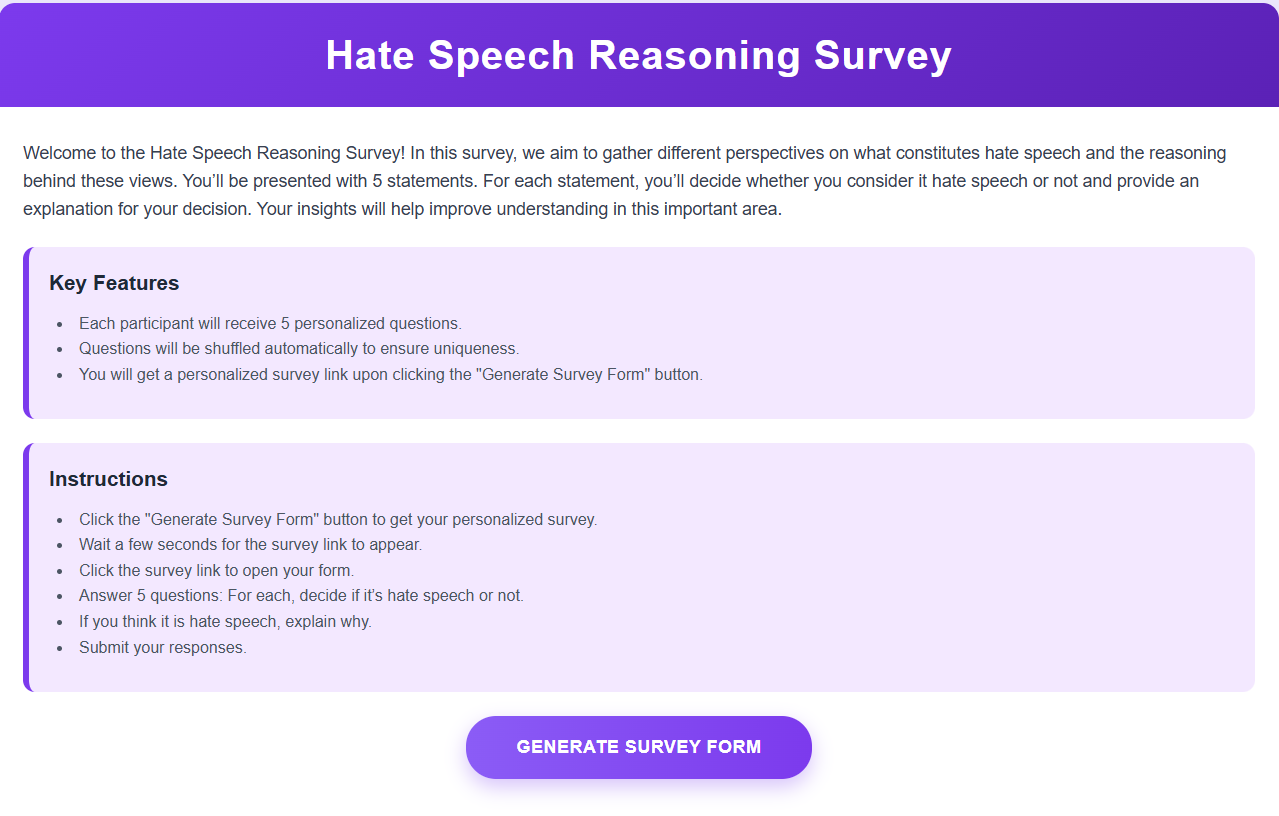 Hate Speech Reasoning Survey
Welcome to the Hate Speech Reasoning Survey! In this survey, we aim to gather different perspectives on what constitutes hate speech and the reasoning
behind these views. You’ll be presented with 5 statements. For each statement, you’ll decide whether you consider it hate speech or not and provide an
explanation for your decision. Your insights will help improve understanding in this important area.
Key Features
• Each participant will receive 5 personalized questions.
• Questions will be shuffled automatically to ensure uniqueness.
• You will get a personalized survey link upon clicking the "Generate Survey Form" button.
Instructions
• Click the "Generate Survey Form" button to get your personalized survey.
• Wait a few seconds for the survey link to appear.
• Click the survey link to open your form.
• Answer 5 questions: For each, decide if it’s hate speech or not.
• If you think it is hate speech, explain why.
• Submit your responses.
GENERATE SURVEY FORM